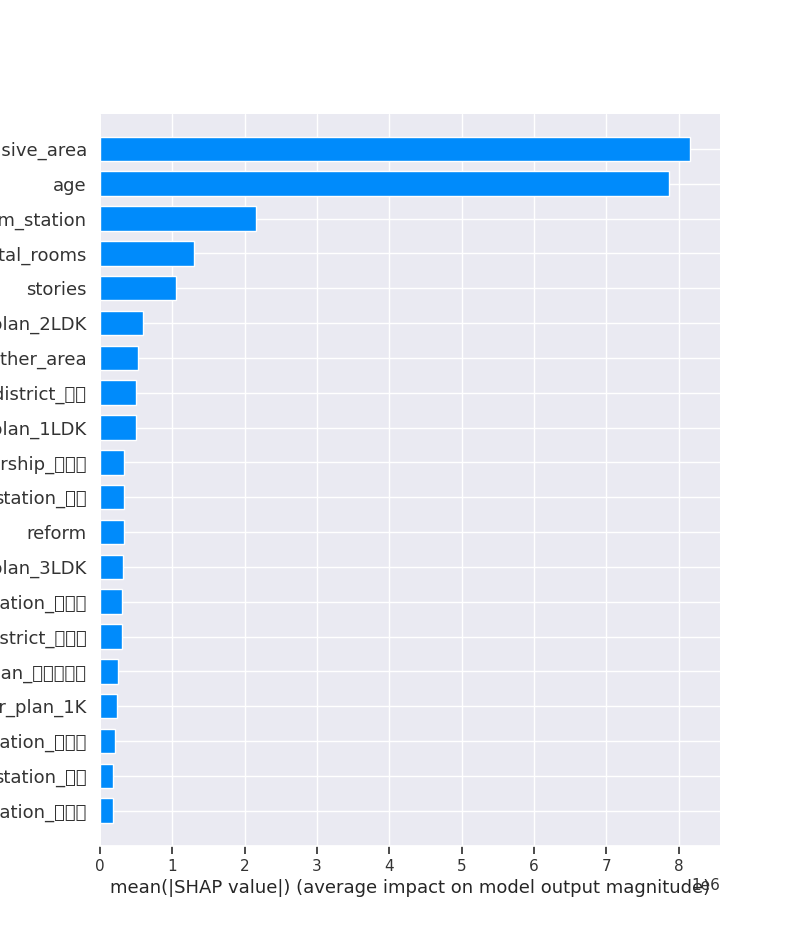 sive_area
age
m_station
tal_rooms
stories
plan_2LDK
ther_area
district_
plan_1LDK
rship_
station_
reform
plan_3LDK
ation_
strict_
an_
r_plan_1K
ation_
station_
ation_
0 1 2 3 4 5 6 7 8
1e6
mean(|SHAP value|) (average impact on model output magnitude)